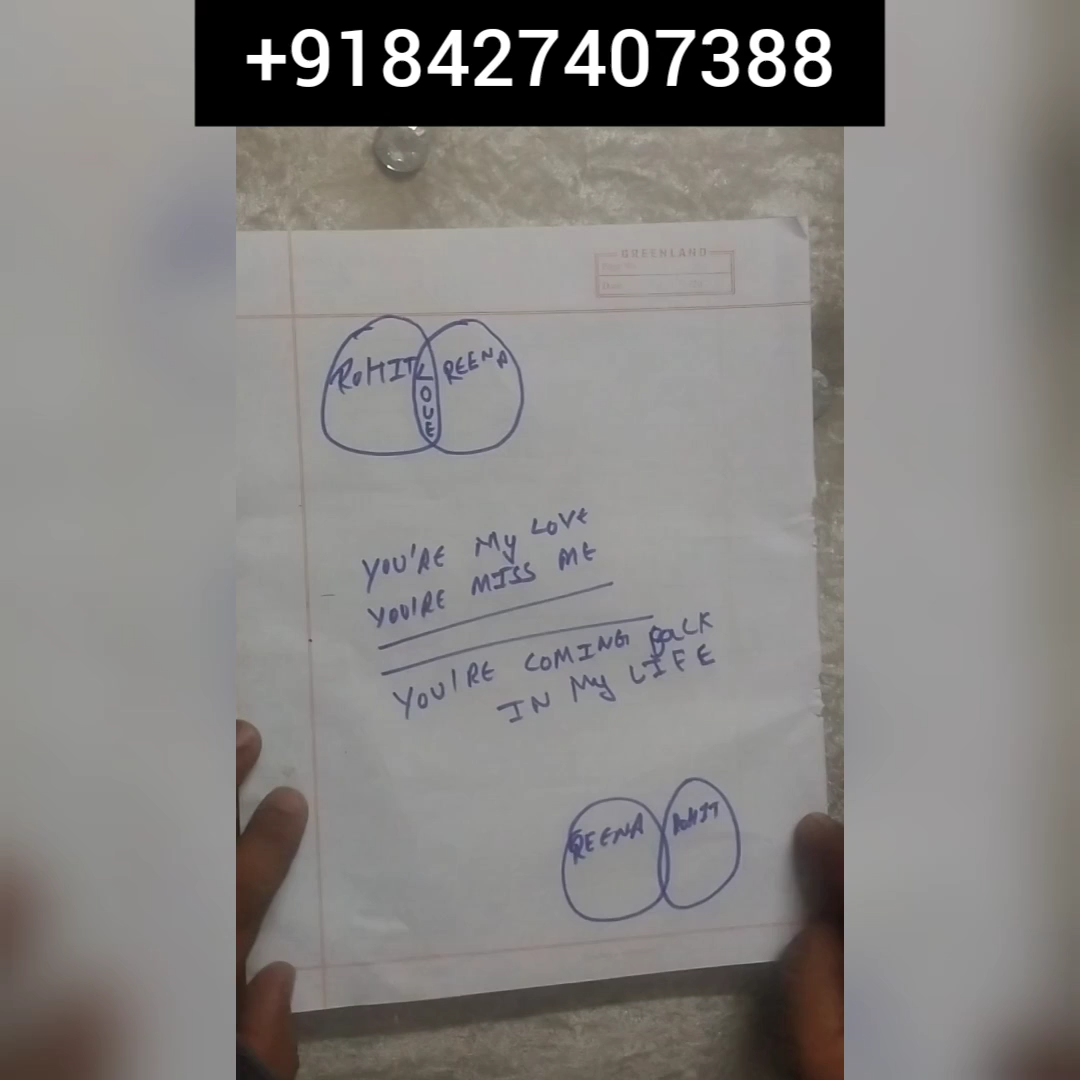 +918427407388
GREENLAND
ROHIT LOVE REENA
YOU'RE My LOVE
YOU'RE MISS ME
YOU'RE COMING BaCK
IN My LIFE
REENA ROHIT